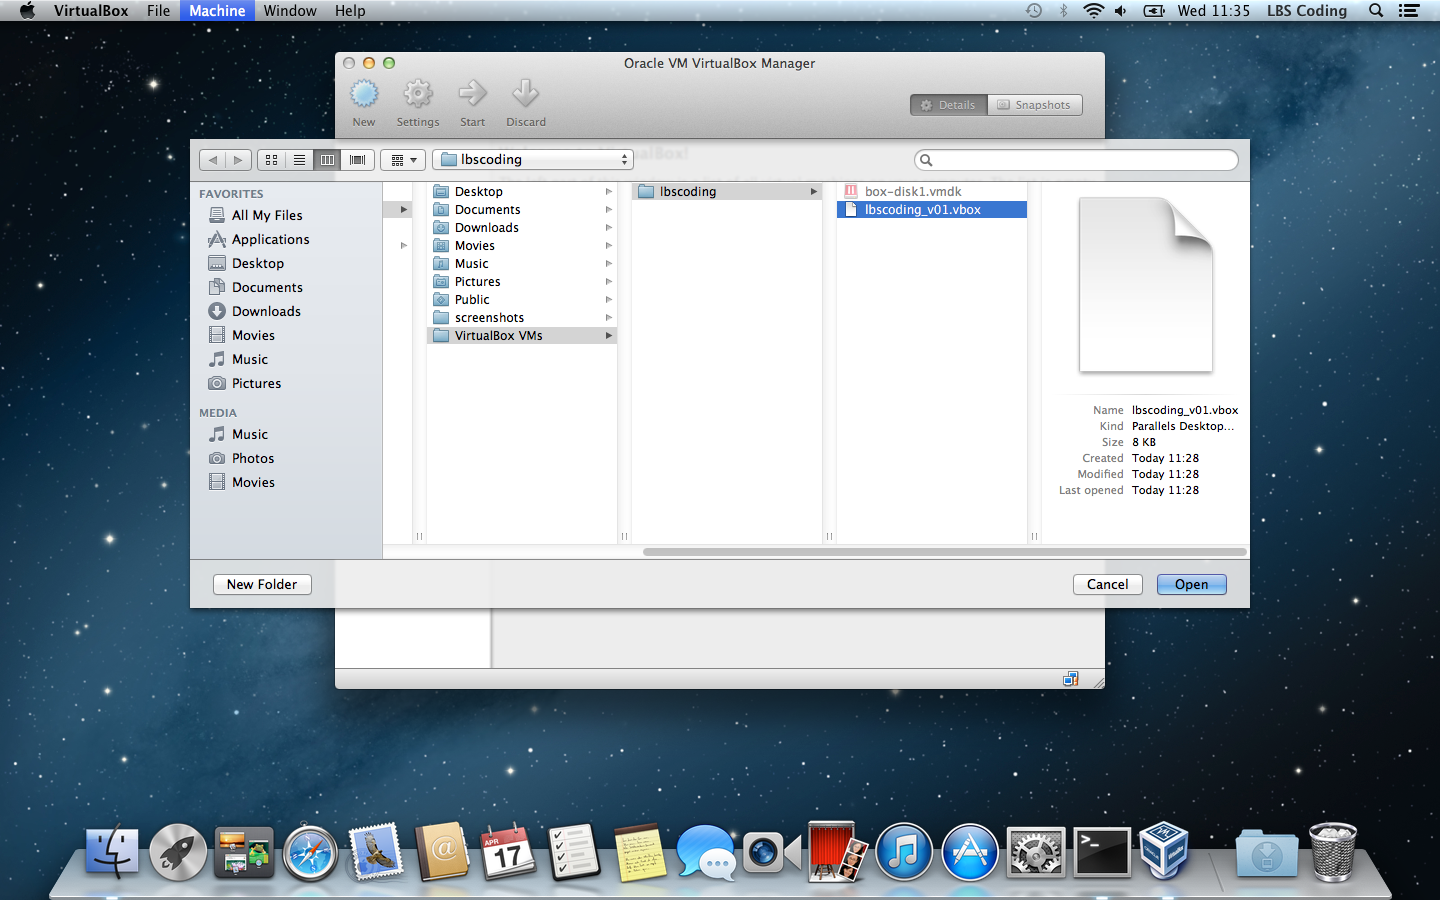 VirtualBox File Machine Window Help Wed 11:35 LBS Coding
Oracle VM VirtualBox Manager
New Settings Start Discard Details Snapshots
lbscoding
FAVORITES
All My Files
Applications
Desktop
Documents
Downloads
Movies
Music
Pictures
MEDIA
Music
Photos
Movies
Desktop
Documents
Downloads
Movies
Music
Pictures
Public
screenshots
VirtualBox VMs
lbscoding
box-disk1.vmdk
lbscoding_v01.vbox
Name lbscoding_v01.vbox
Kind Parallels Desktop...
Size 8 KB
Created Today 11:28
Modified Today 11:28
Last opened Today 11:28
New Folder Cancel Open
APR
17